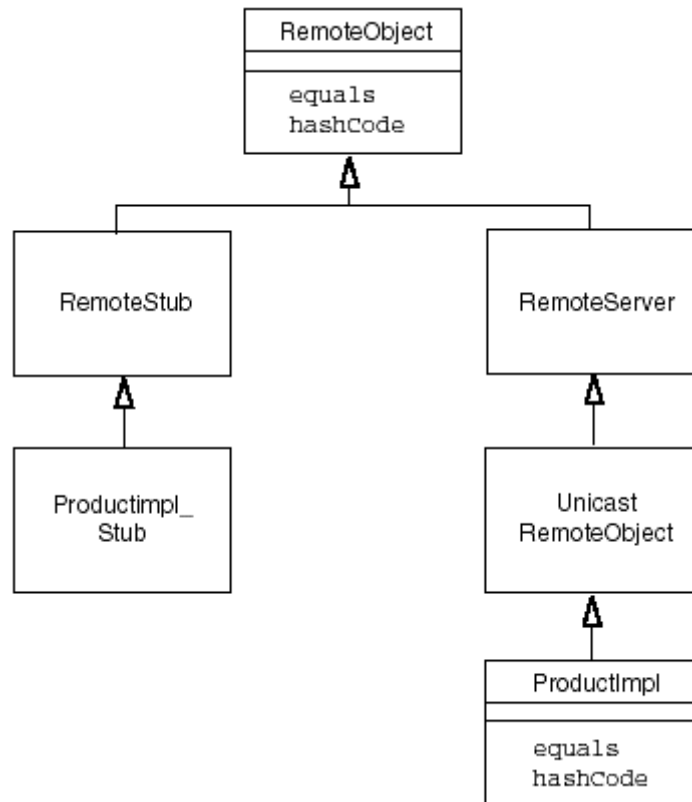 RemoteObject
equals
hashCode
RemoteStub
RemoteServer
Productimpl_
Stub
Unicast
RemoteObject
ProductImpl
equals
hashCode